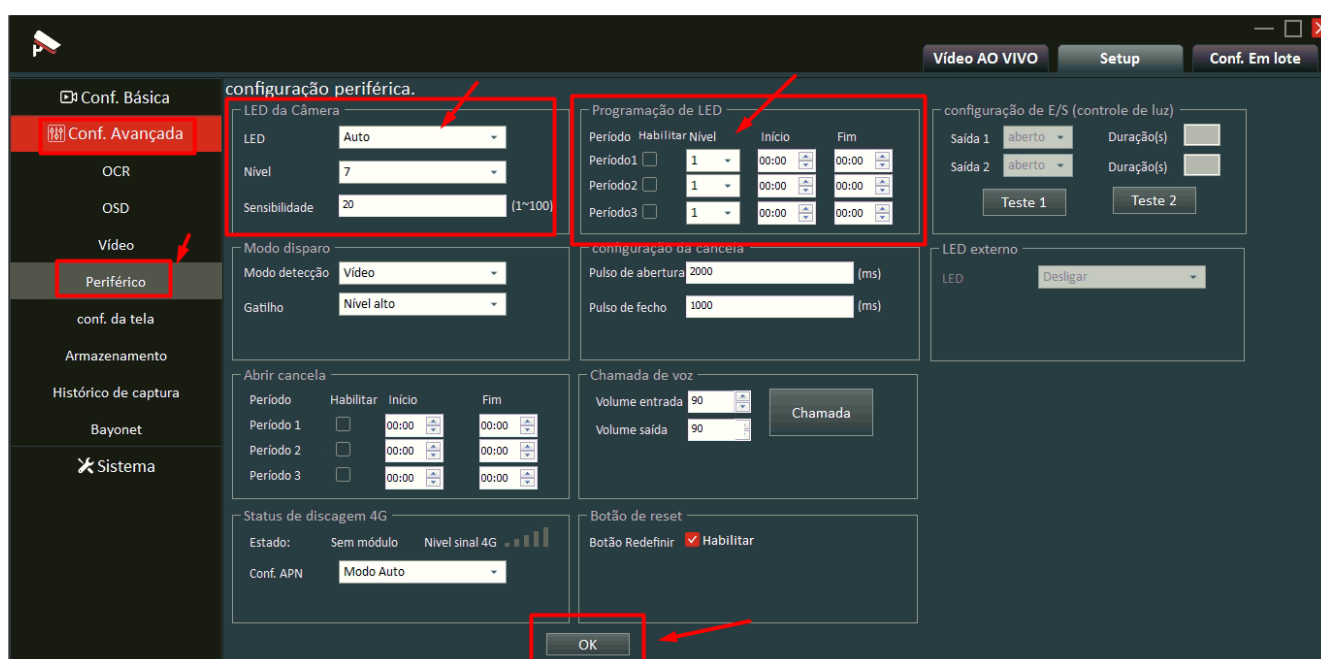 Vídeo AO VIVO Setup Conf. Em lote
Conf. Básica
Conf. Avançada
OCR
OSD
Vídeo
Periférico
conf. da tela
Armazenamento
Histórico de captura
Bayonet
Sistema
configuração periférica.
LED da Câmera
LED Auto
Nível 7
Sensibilidade 20 (1~100)
Programação de LED
Período Habilitar Nível Início Fim
Período1 1 00:00 00:00
Período2 1 00:00 00:00
Período3 1 00:00 00:00
configuração de E/S (controle de luz)
Saída 1 aberto Duração(s)
Saída 2 aberto Duração(s)
Teste 1 Teste 2
Modo disparo
Modo detecção Vídeo
Gatilho Nível alto
configuração da cancela
Pulso de abertura 2000 (ms)
Pulso de fecho 1000 (ms)
LED externo
LED Desligar
Abrir cancela
Período Habilitar Início Fim
Período 1 00:00 00:00
Período 2 00:00 00:00
Período 3 00:00 00:00
Chamada de voz
Volume entrada 90
Volume saída 90
Chamada
Status de discagem 4G
Estado: Sem módulo Nivel sinal 4G
Conf. APN Modo Auto
Botão de reset
Botão Redefinir Habilitar
OK